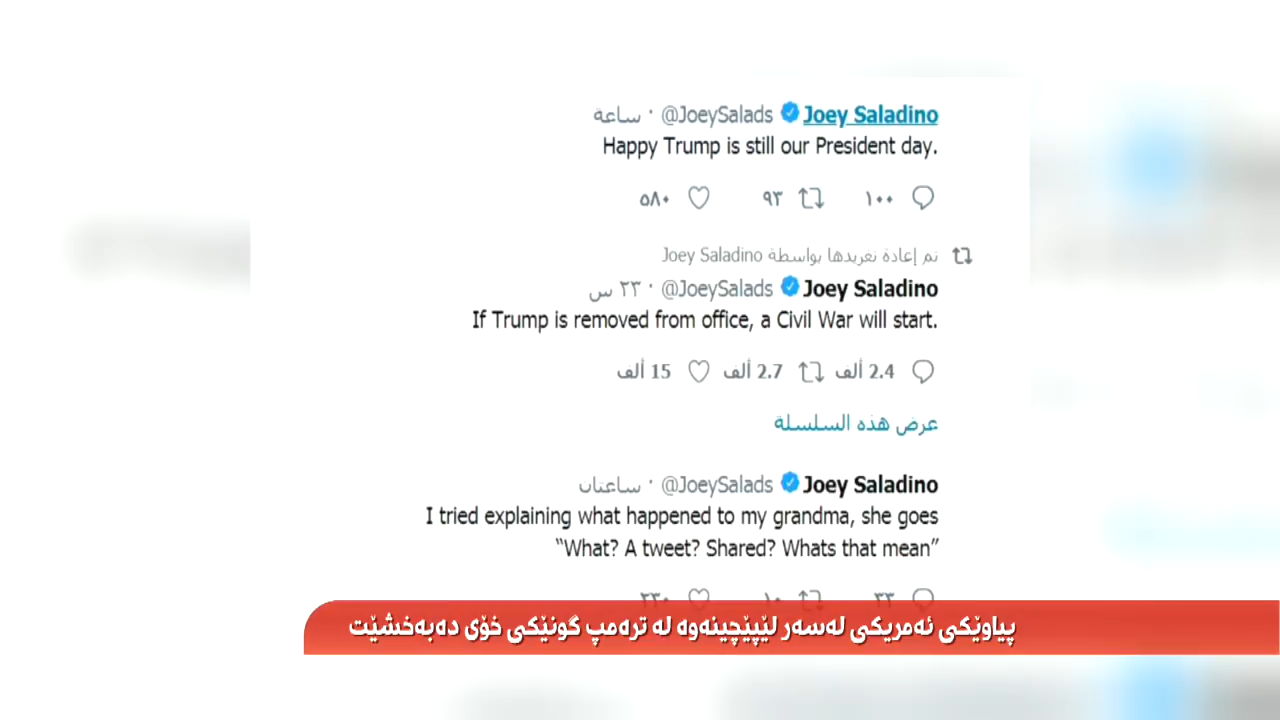 Joey Saladino @JoeySalads · ساعة
Happy Trump is still our President day.
١٠٠ ٩٣ ٥٨٠
تم إعادة تغريدها بواسطة Joey Saladino
Joey Saladino @JoeySalads · ٢٣ س
If Trump is removed from office, a Civil War will start.
2.4 ألف 2.7 ألف 15 ألف
عرض هذه السلسلة
Joey Saladino @JoeySalads · ساعتان
I tried explaining what happened to my grandma, she goes
“What? A tweet? Shared? Whats that mean”
٣٣ ١٠ ٢٣٠
پیاوێکی ئەمریکی لەسەر لێپێچینەوە لە ترەمپ گونێکی خۆی دەبەخشێت